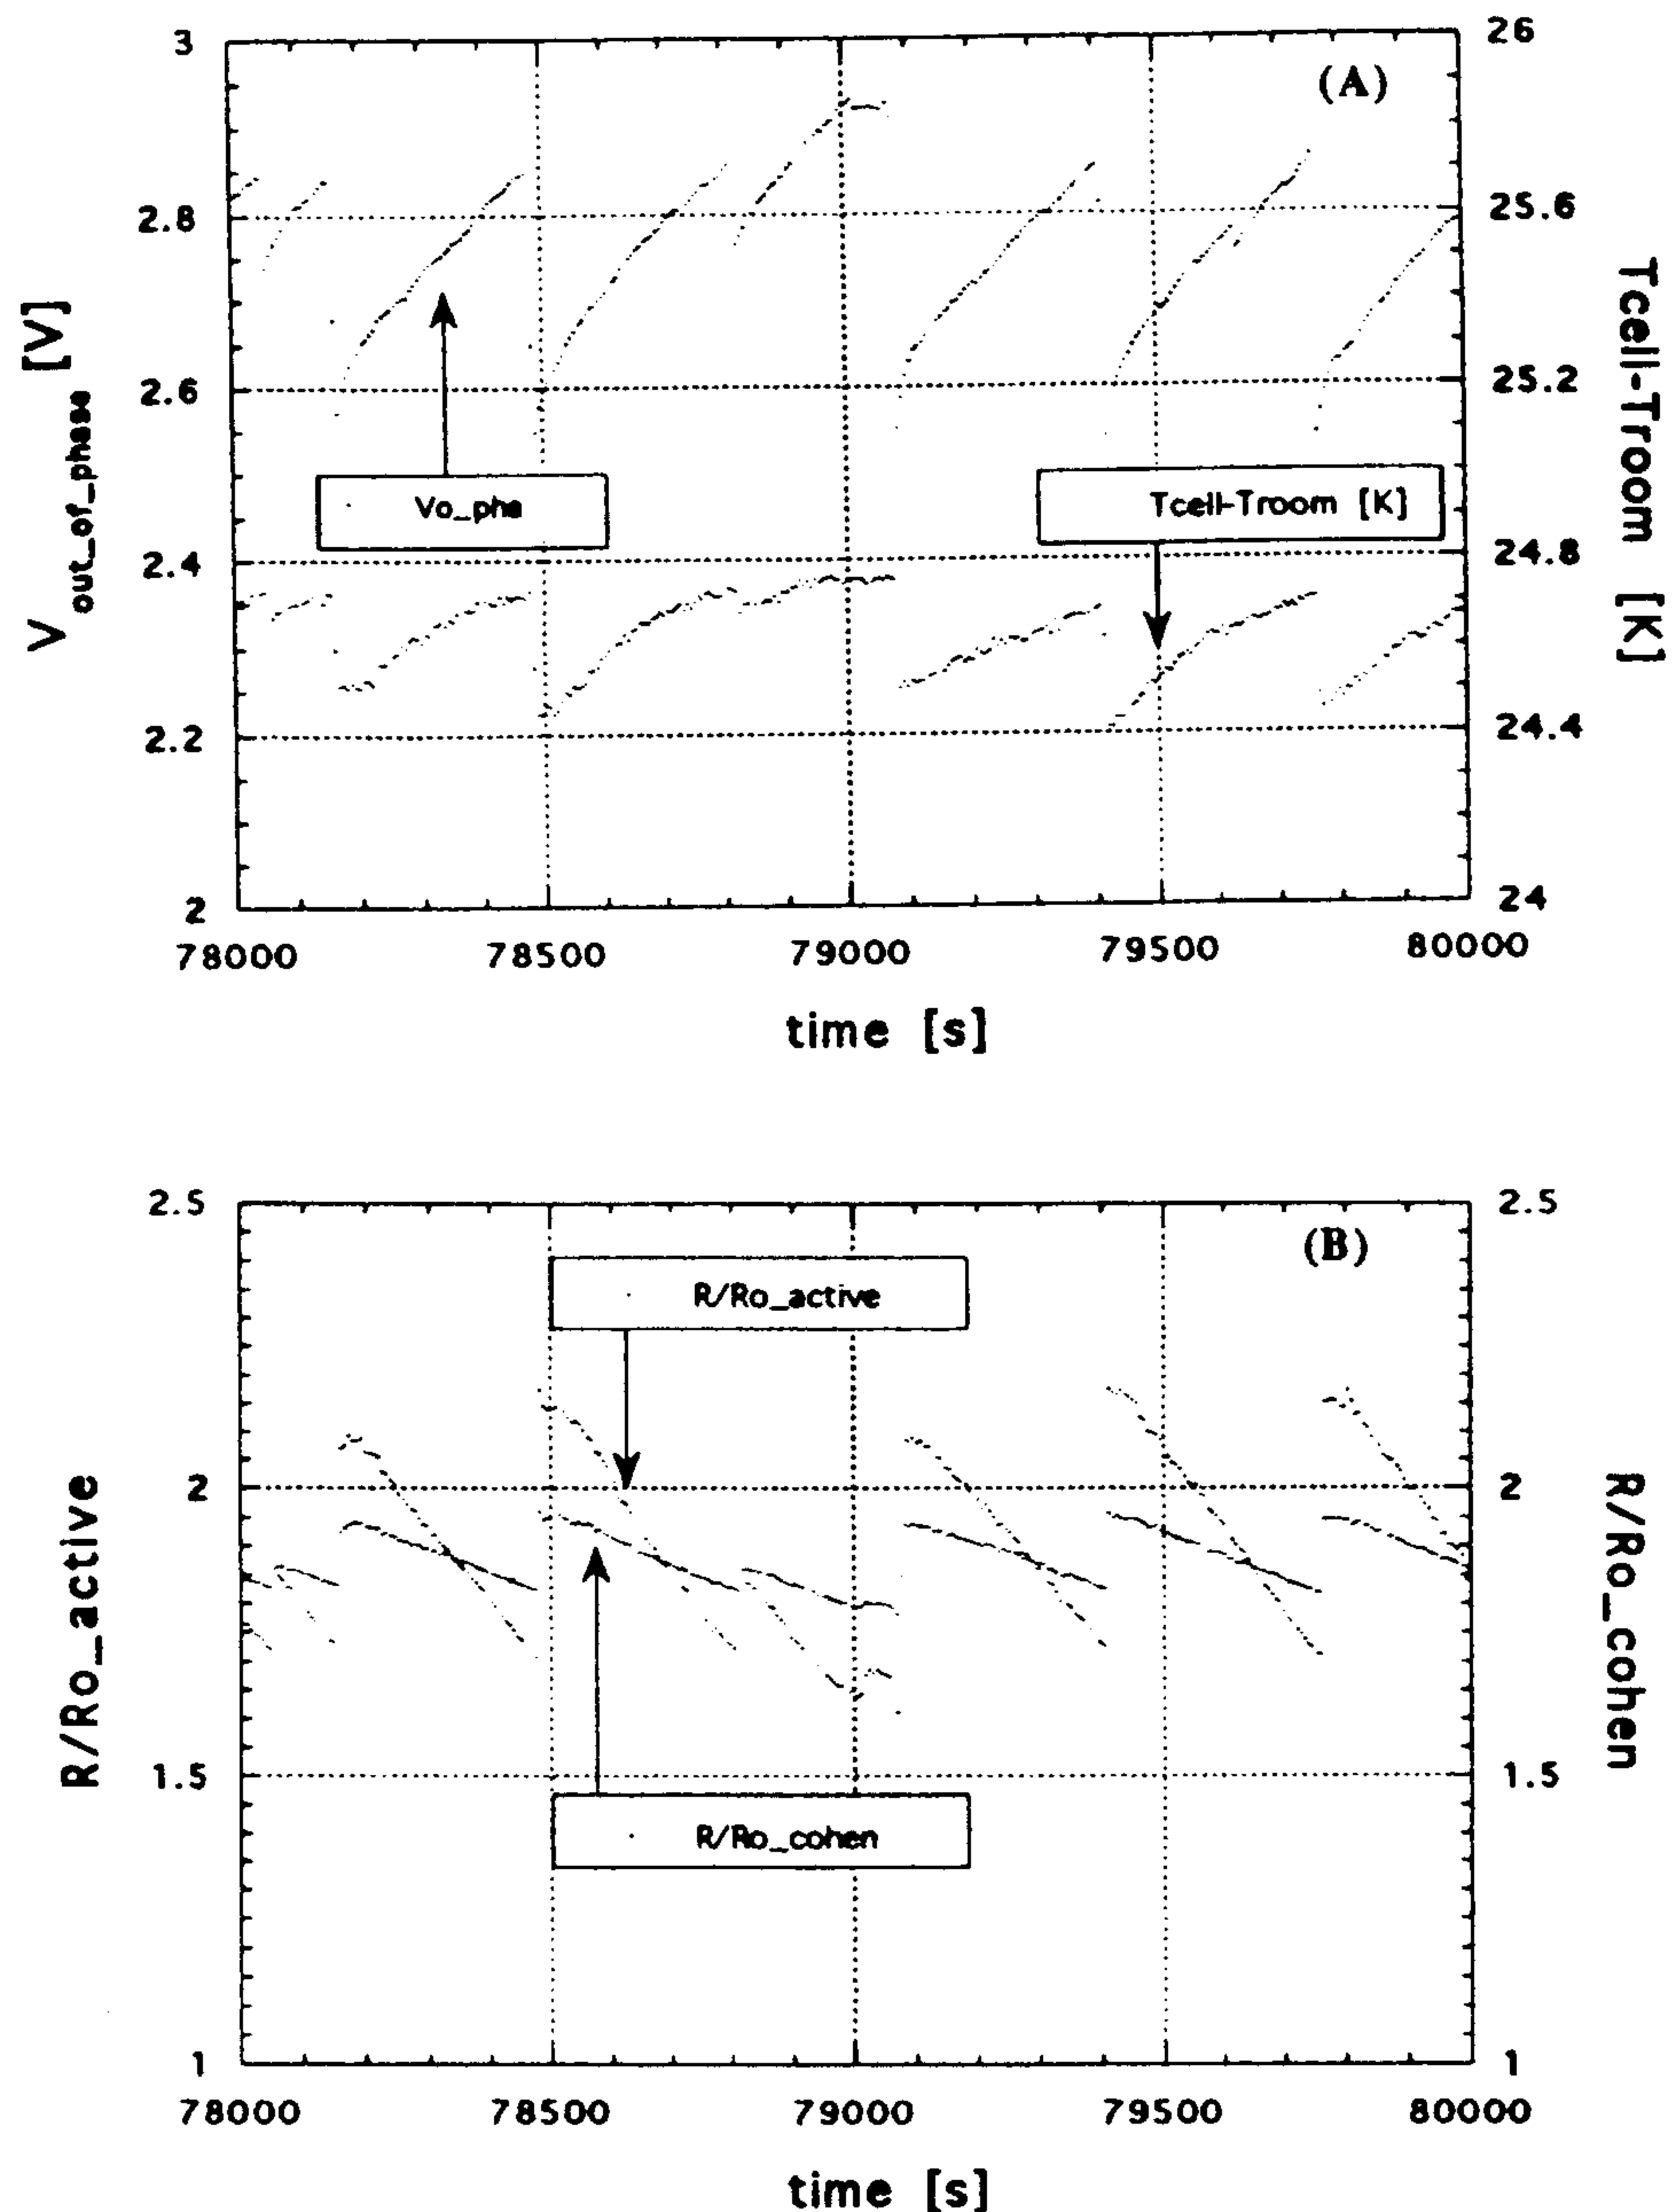 3
26
(A)
2.8
25.6
2.6
25.2
Vo_pha
Tcell-Troom [K]
2.4
24.8
2.2
24.4
2
24
V out_of_phase [V]
Tcell-Troom [K]
78000 78500 79000 79500 80000
time [s]
2.5
2.5
(B)
R/Ro_active
2
2
1.5
1.5
R/Ro_cohen
1
1
R/Ro_active
R/Ro_cohen
78000 78500 79000 79500 80000
time [s]